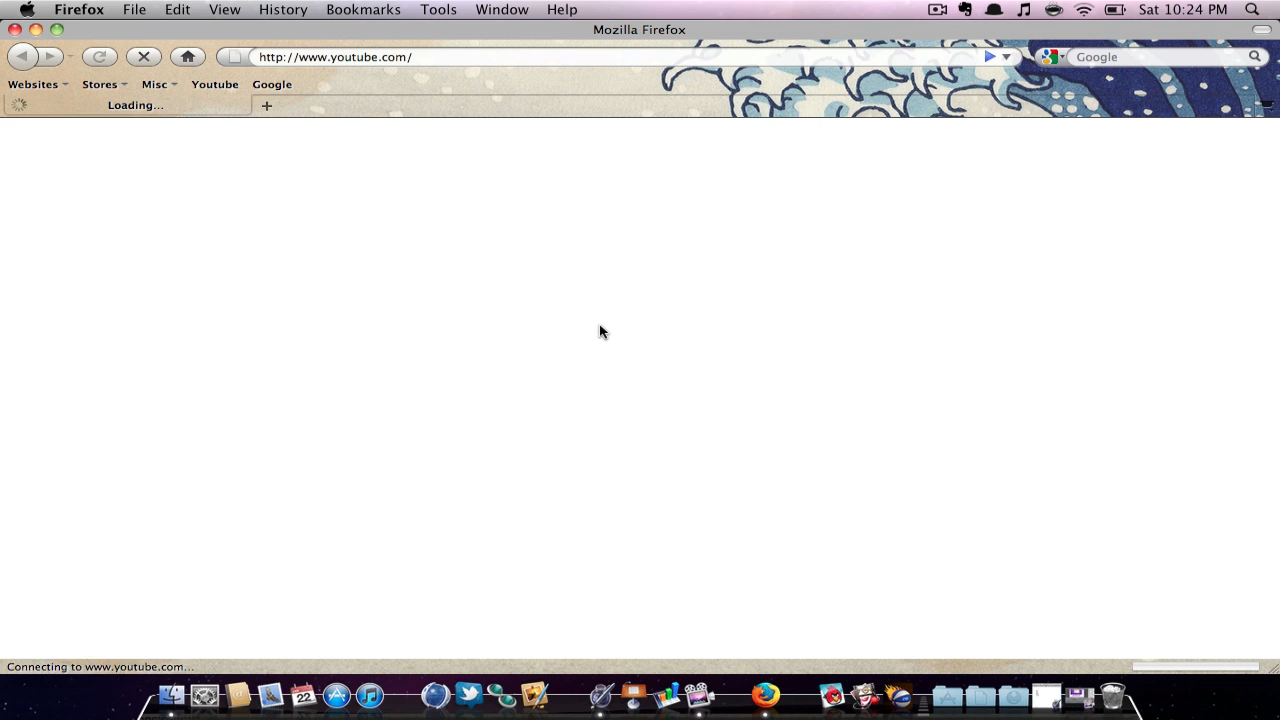 Firefox File Edit View History Bookmarks Tools Window Help Sat 10:24 PM
Mozilla Firefox
http://www.youtube.com/ Google
Websites Stores Misc Youtube Google
Loading...
Connecting to www.youtube.com...
22